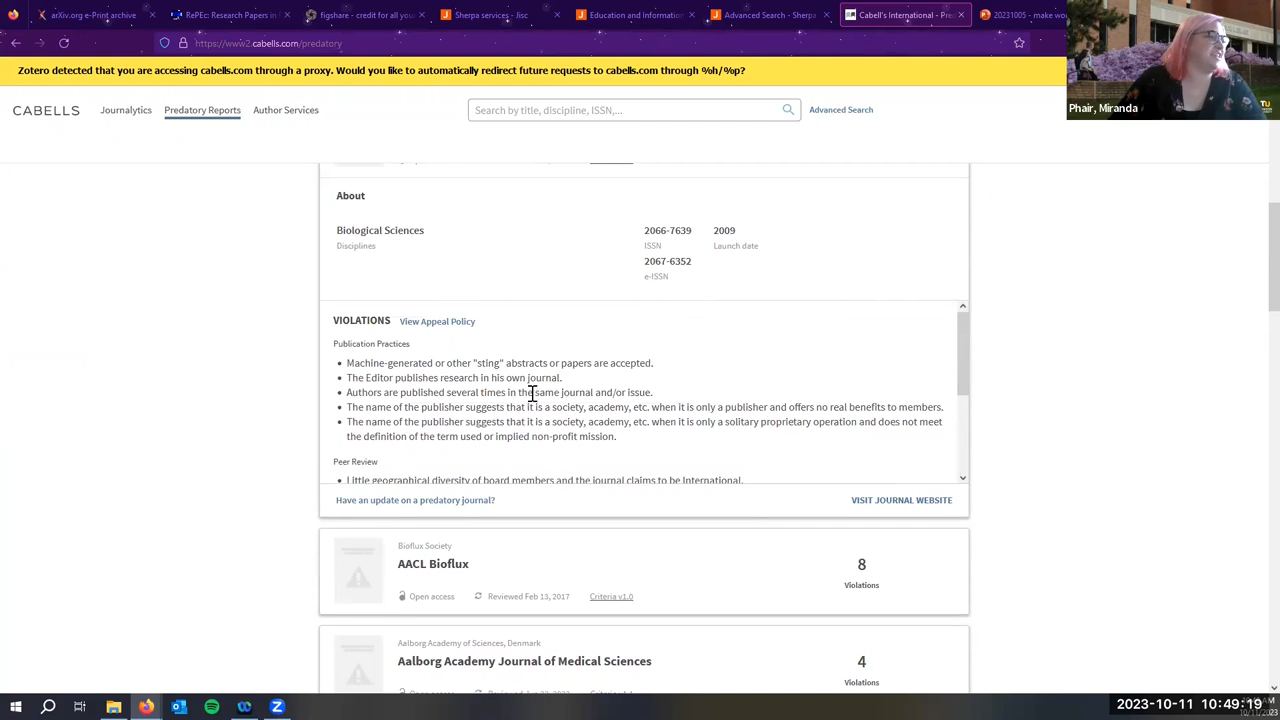 arXiv.org e-Print archive
RePEc: Research Papers in
figshare - credit for all you
Sherpa services - Jisc
Education and Information
Advanced Search - Sherpa
Cabell's International - Pre
20231005 - make wo
https://www2.cabells.com/predatory
Zotero detected that you are accessing cabells.com through a proxy. Would you like to automatically redirect future requests to cabells.com through %h/%p?
Phair, Miranda
TU
CABELLS
Journalytics
Predatory Reports
Author Services
Search by title, discipline, ISSN,...
Advanced Search
About
Biological Sciences
Disciplines
2066-7639
ISSN
2067-6352
e-ISSN
2009
Launch date
VIOLATIONS View Appeal Policy
Publication Practices
Machine-generated or other "sting" abstracts or papers are accepted.
The Editor publishes research in his own journal.
Authors are published several times in the same journal and/or issue.
The name of the publisher suggests that it is a society, academy, etc. when it is only a publisher and offers no real benefits to members.
The name of the publisher suggests that it is a society, academy, etc. when it is only a solitary proprietary operation and does not meet
the definition of the term used or implied non-profit mission.
Peer Review
Little geographical diversity of board members and the journal claims to be International.
Have an update on a predatory journal?
VISIT JOURNAL WEBSITE
Bioflux Society
AACL Bioflux
Open access
Reviewed Feb 13, 2017
Criteria v1.0
8
Violations
Aalborg Academy of Sciences, Denmark
Aalborg Academy Journal of Medical Sciences
4
Violations
2023-10-11 10:49:19